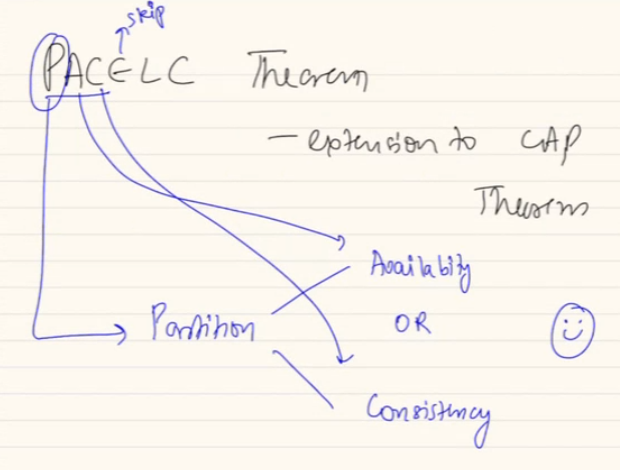 skip
PACELC Theorem
- extension to CAP
Theorem
Availability
Partition
OR
Consistency